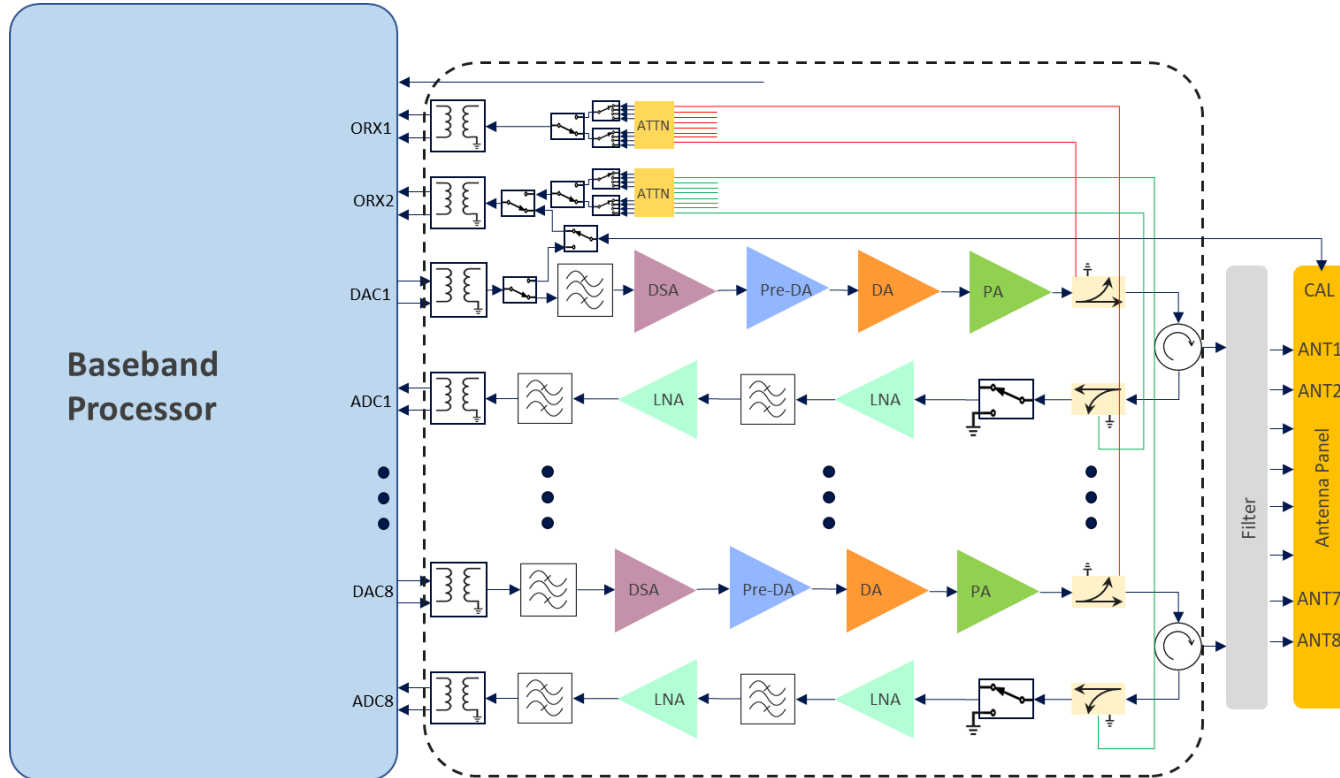 Baseband
Processor
ORX1
ATTN
ORX2
ATTN
DAC1
DSA
Pre-DA
DA
PA
CAL
ADC1
LNA
LNA
ANT1
ANT2
Filter
Antenna Panel
DAC8
DSA
Pre-DA
DA
PA
ANT7
ANT8
ADC8
LNA
LNA